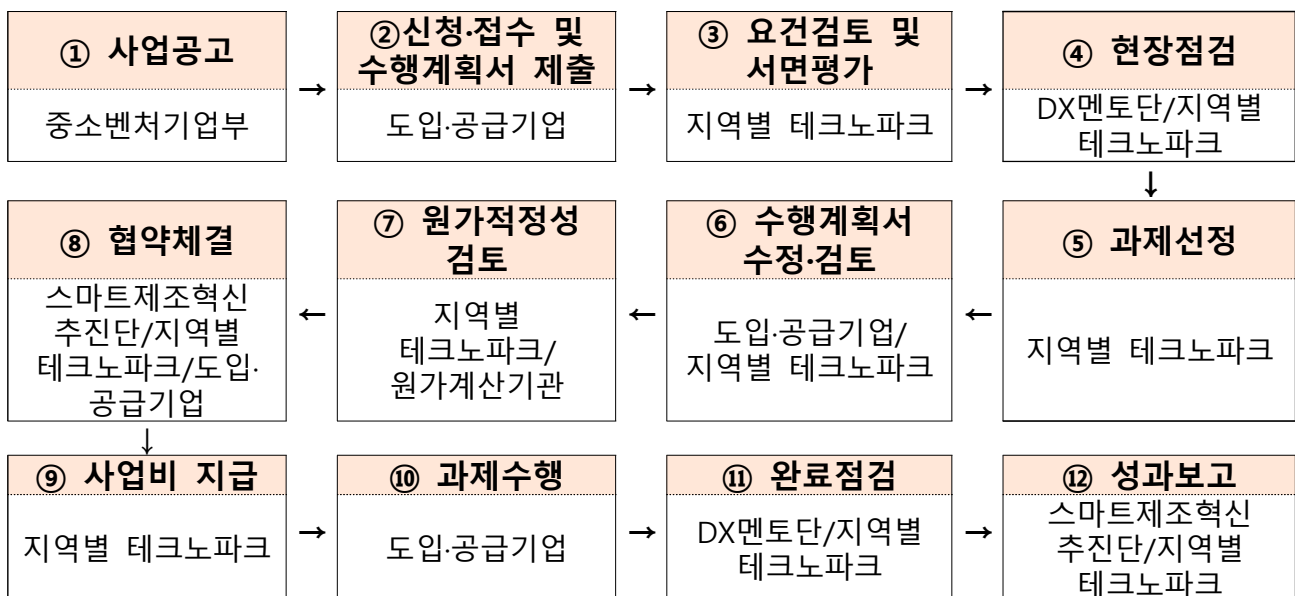 ① 사업공고
중소벤처기업부
→
②신청·접수 및
수행계획서 제출
도입·공급기업
→
③ 요건검토 및
서면평가
지역별 테크노파크
→
④ 현장점검
DX멘토단/지역별
테크노파크
↓
⑤ 과제선정
지역별 테크노파크
←
⑥ 수행계획서
수정·검토
도입·공급기업/
지역별 테크노파크
←
⑦ 원가적정성
검토
지역별
테크노파크/
원가계산기관
←
⑧ 협약체결
스마트제조혁신
추진단/지역별
테크노파크/도입·
공급기업
↓
⑨ 사업비 지급
지역별 테크노파크
→
⑩ 과제수행
도입·공급기업
→
⑪ 완료점검
DX멘토단/지역별
테크노파크
→
⑫ 성과보고
스마트제조혁신
추진단/지역별
테크노파크